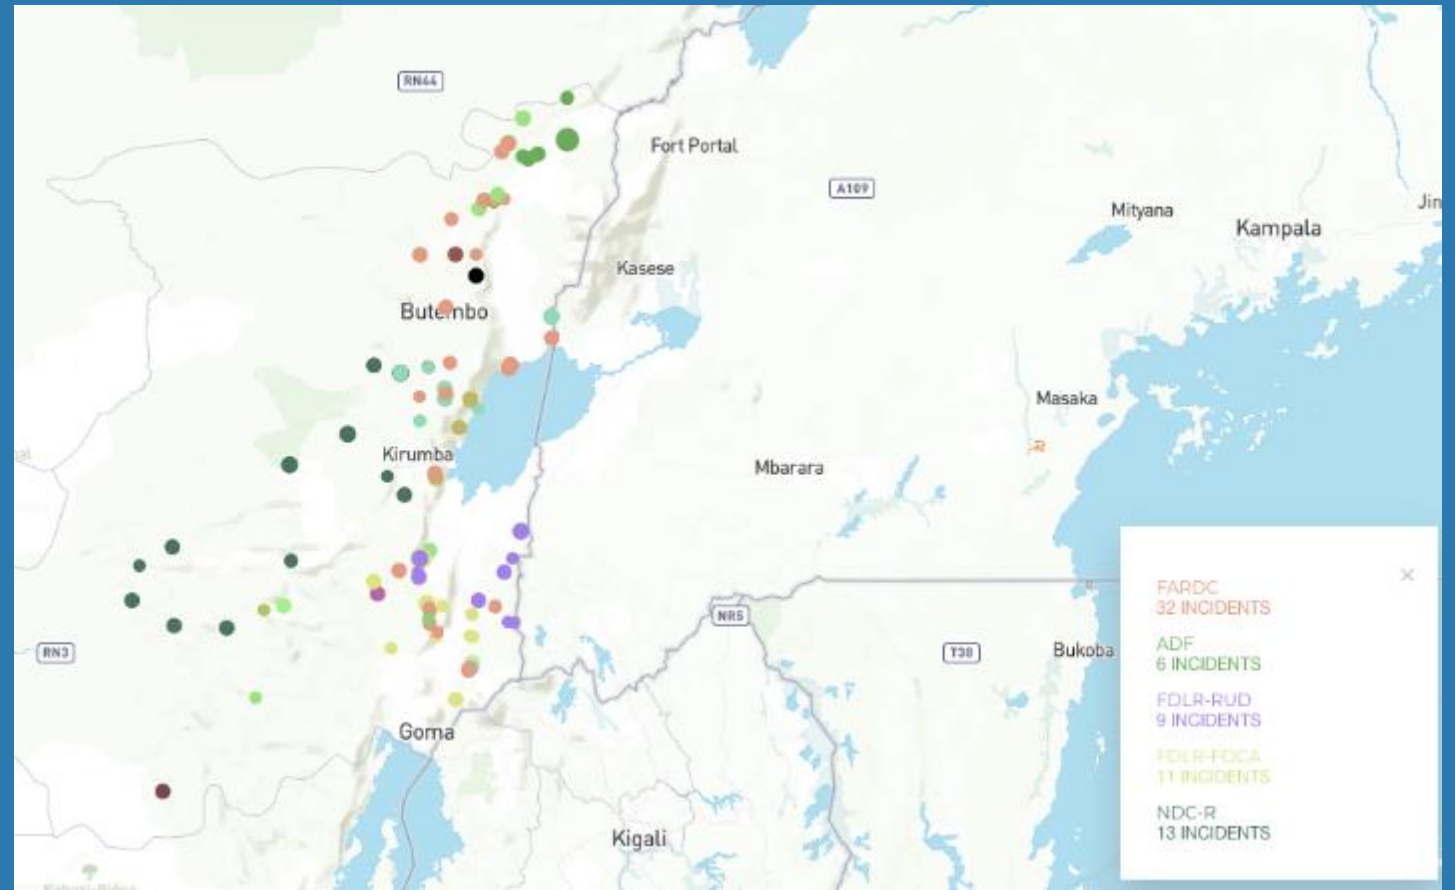 RN44
Fort Portal
A109
Mityana
Jin
Kampala
Kasese
Butembo
Masaka
Kirumba
Mbarara
NR5
RN3
T38
Bukoba
Goma
Kigali
FARDC
32 INCIDENTS
ADF
6 INCIDENTS
FDLR-RUD
9 INCIDENTS
FDLR-FOCA
11 INCIDENTS
NDC-R
13 INCIDENTS